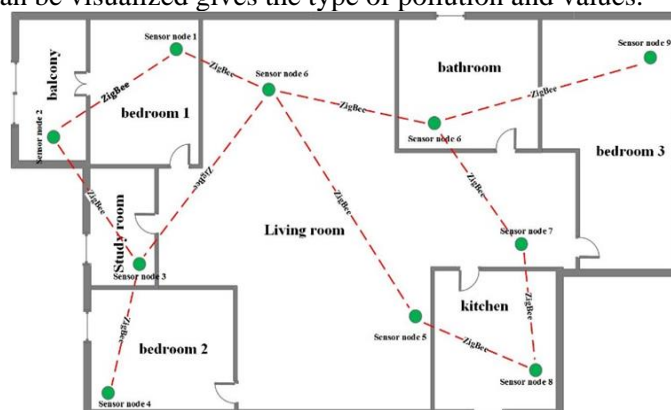 can be visualized gives the type of pollution and values.
Sensor node 1
Sensor node 9
balcony
ZigBee
ZigBee
Sensor node 6
bathroom
ZigBee
ZigBee
bedroom 1
Sensor node 2
Sensor node 6
bedroom 3
ZigBee
ZigBee
ZigBee
ZigBee
Study room
Living room
Sensor node 7
Sensor node 3
kitchen
ZigBee
ZigBee
Sensor node 5
ZigBee
bedroom 2
Sensor node 8
Sensor node 4